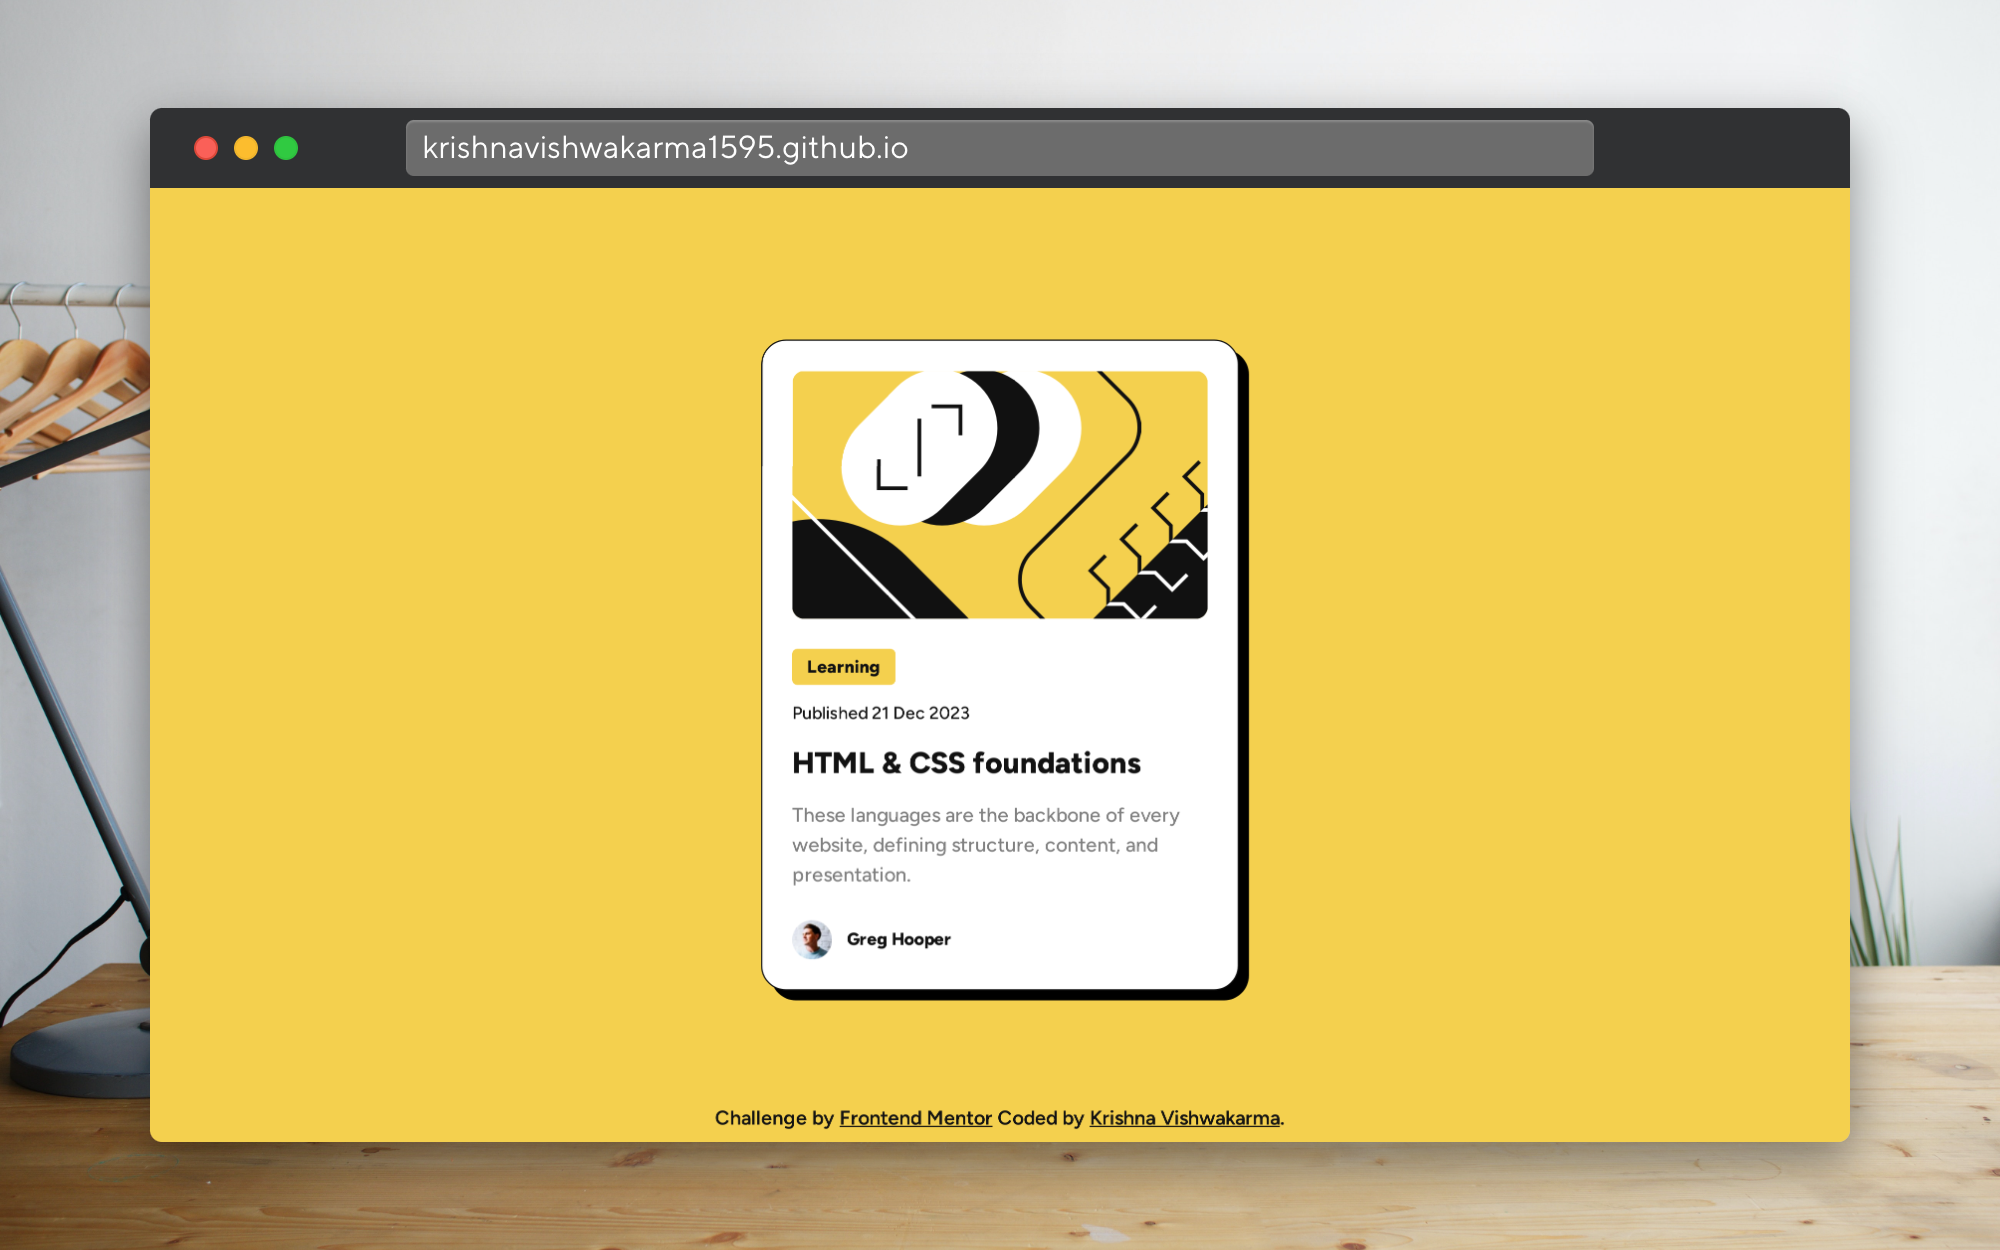 krishnavishwakarma1595.github.io
Learning
Published 21 Dec 2023
HTML & CSS foundations
These languages are the backbone of every
website, defining structure, content, and
presentation.
Greg Hooper
Challenge by Frontend Mentor Coded by Krishna Vishwakarma.